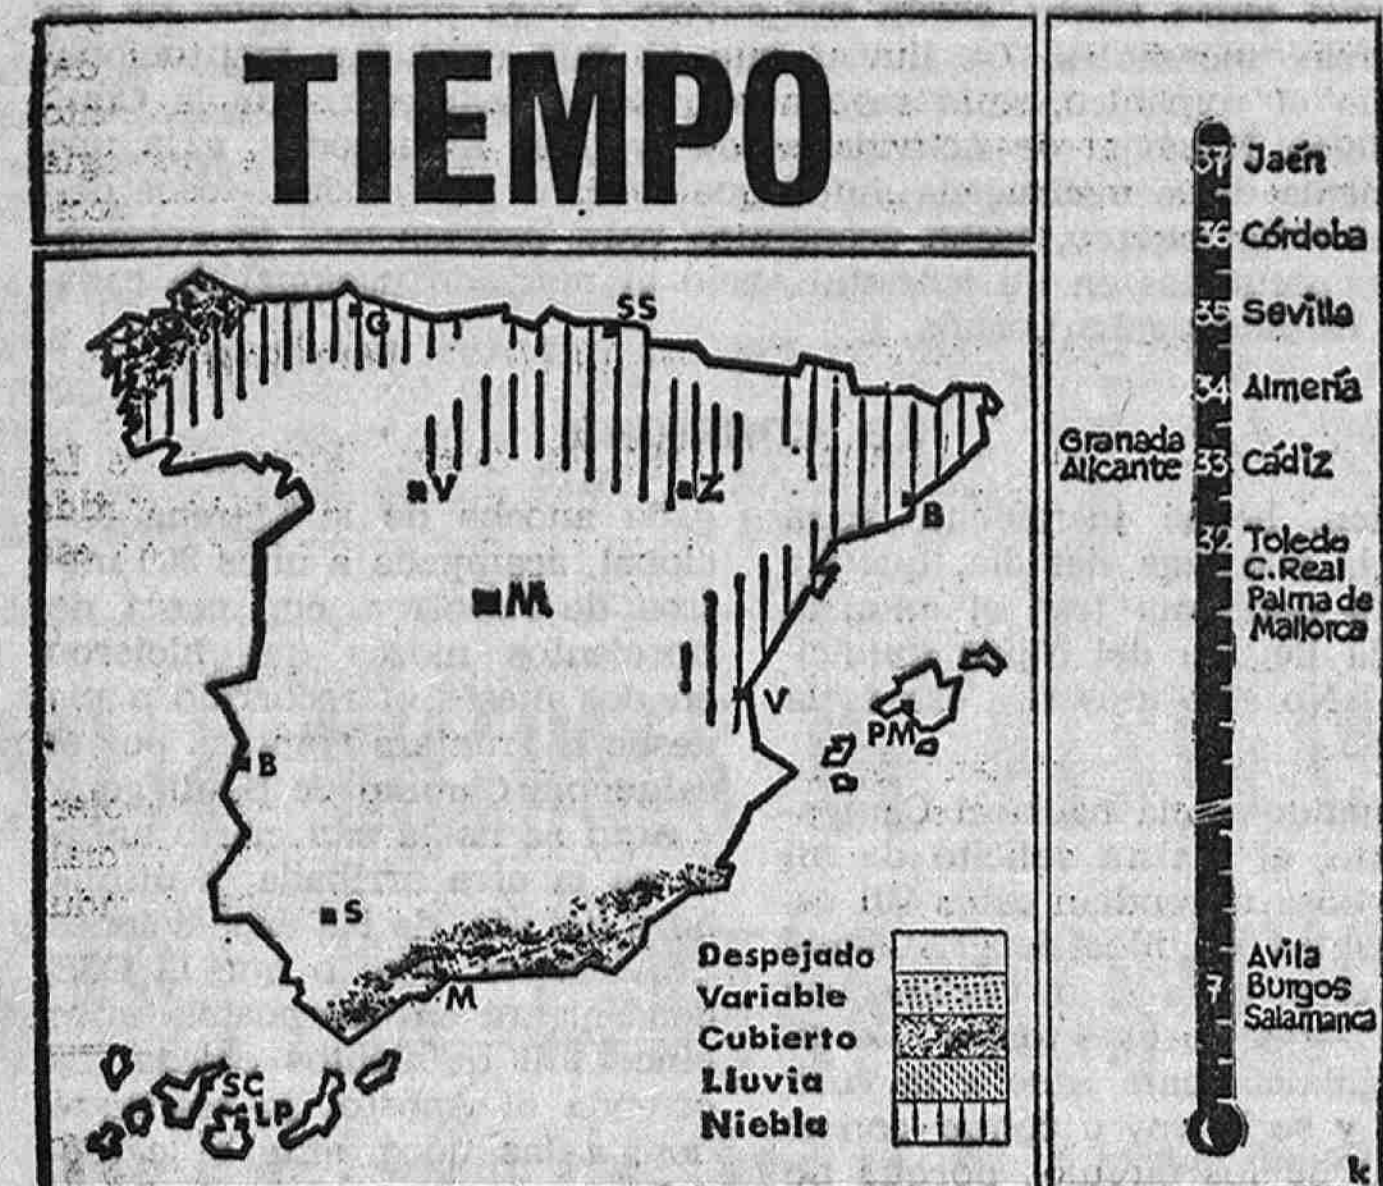 TIEMPO
G
SS
V
Z
B
M
V
PM
B
S
M
SC
LP
Despejado
Variable
Cubierto
Lluvia
Niebla
37 Jaén
36 Córdoba
35 Sevilla
34 Almería
Granada
Alicante 33 Cádiz
32 Toledo
C.Real
Palma de
Mallorca
Avila
7 Burgos
Salamanca
k